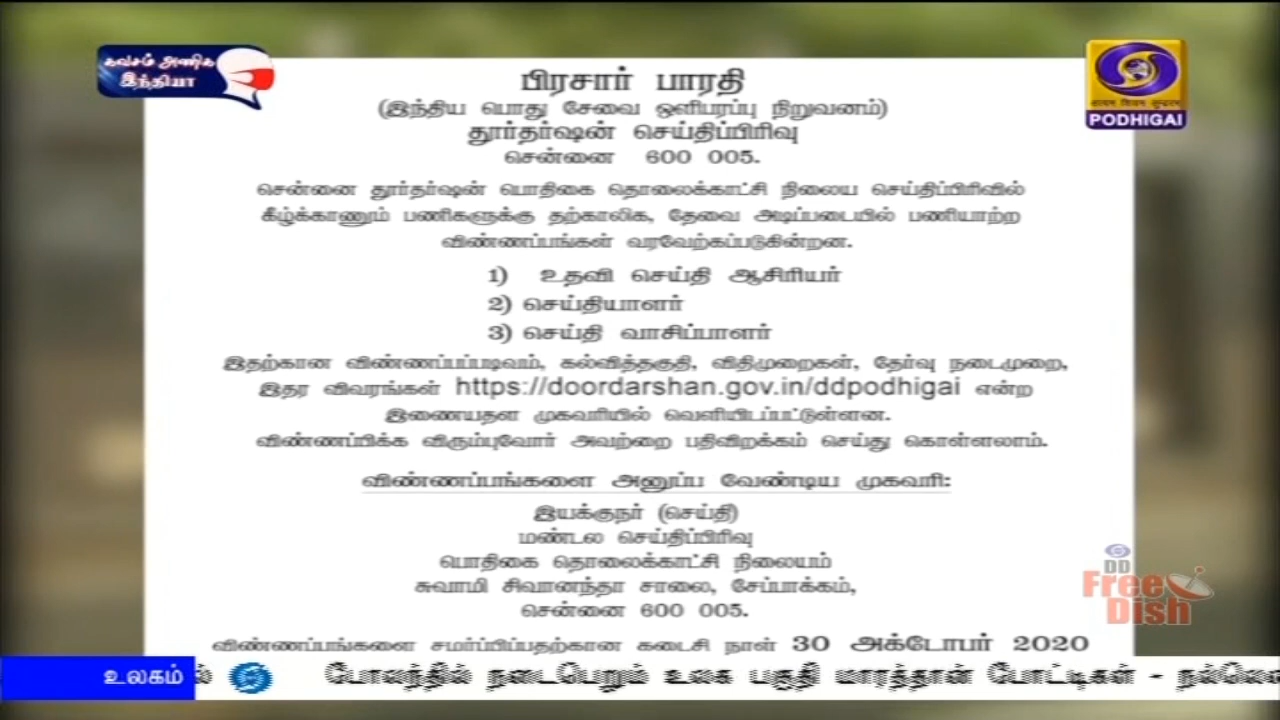 கவசம் அணிக
இந்தியா
PODHIGAI
பிரசார் பாரதி
(இந்திய பொது சேவை ஒளிபரப்பு நிறுவனம்)
தூர்தர்ஷன் செய்திப்பிரிவு
சென்னை 600 005.
சென்னை தூர்தர்ஷன் பொதிகை தொலைக்காட்சி நிலைய செய்திப்பிரிவில்
கீழ்க்காணும் பணிகளுக்கு தற்காலிக, தேவை அடிப்படையில் பணியாற்ற
விண்ணப்பங்கள் வரவேற்கப்படுகின்றன.
1) உதவி செய்தி ஆசிரியர்
2) செய்தியாளர்
3) செய்தி வாசிப்பாளர்
இதற்கான விண்ணப்பப்படிவம், கல்வித்தகுதி, விதிமுறைகள், தேர்வு நடைமுறை,
இதர விவரங்கள் https://doordarshan.gov.in/ddpodhigai என்ற
இணையதள முகவரியில் வெளியிடப்பட்டுள்ளன.
விண்ணப்பிக்க விரும்புவோர் அவற்றை பதிவிறக்கம் செய்து கொள்ளலாம்.
விண்ணப்பங்களை அனுப்ப வேண்டிய முகவரி:
இயக்குநர் (செய்தி)
மண்டல செய்திப்பிரிவு
பொதிகை தொலைக்காட்சி நிலையம்
சுவாமி சிவானந்தா சாலை, சேப்பாக்கம்,
சென்னை 600 005.
DD
Free
Dish
விண்ணப்பங்களை சமர்ப்பிப்பதற்கான கடைசி நாள் 30 அக்டோபர் 2020
உலகம் போலந்தில் நடைபெறும் உலக பகுதி மாரத்தான் போட்டிகள் -